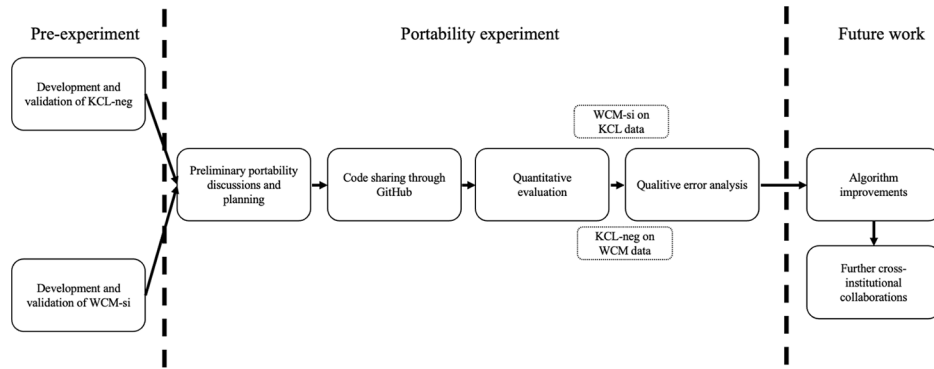 Pre-experiment
Portability experiment
Future work
Development and
validation of KCL-neg
WCM-si on
KCL data
Preliminary portability
discussions and
planning
Code sharing through
GitHub
Quantitative
evaluation
Qualitive error analysis
Algorithm
improvements
KCL-neg on
WCM data
Development and
validation of WCM-si
Further cross-
institutional
collaborations